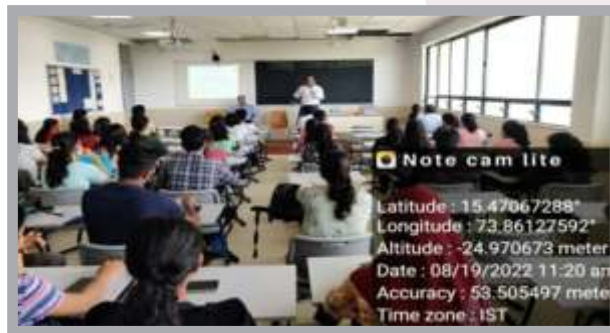 Note cam lite
Latitude : 15.47067288°
Longitude : 73.86127592°
Altitude : -24.970673 meter
Date : 08/19/2022 11:20 am
Accuracy : 53.505497 mete
Time zone : IST